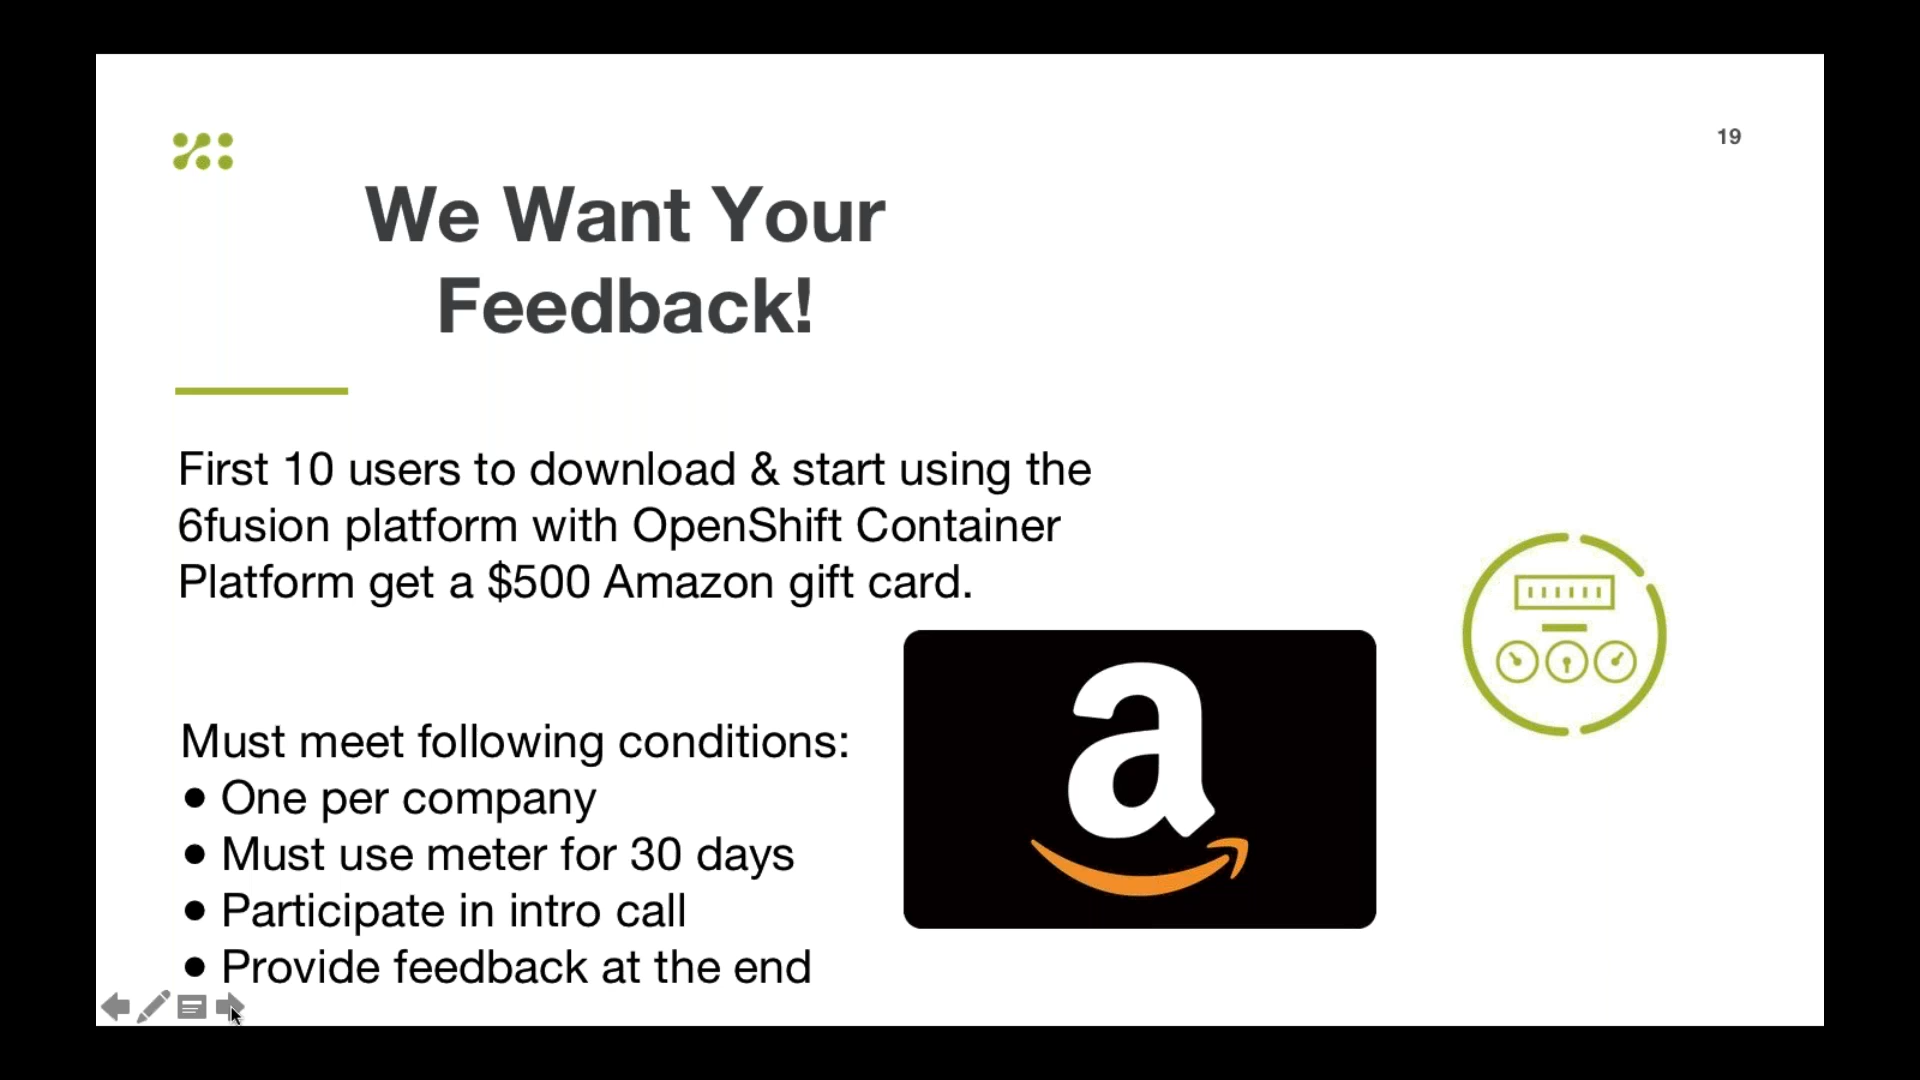 19
We Want Your
Feedback!
First 10 users to download & start using the
6fusion platform with OpenShift Container
Platform get a $500 Amazon gift card.
Must meet following conditions:
● One per company
● Must use meter for 30 days
● Participate in intro call
● Provide feedback at the end
a